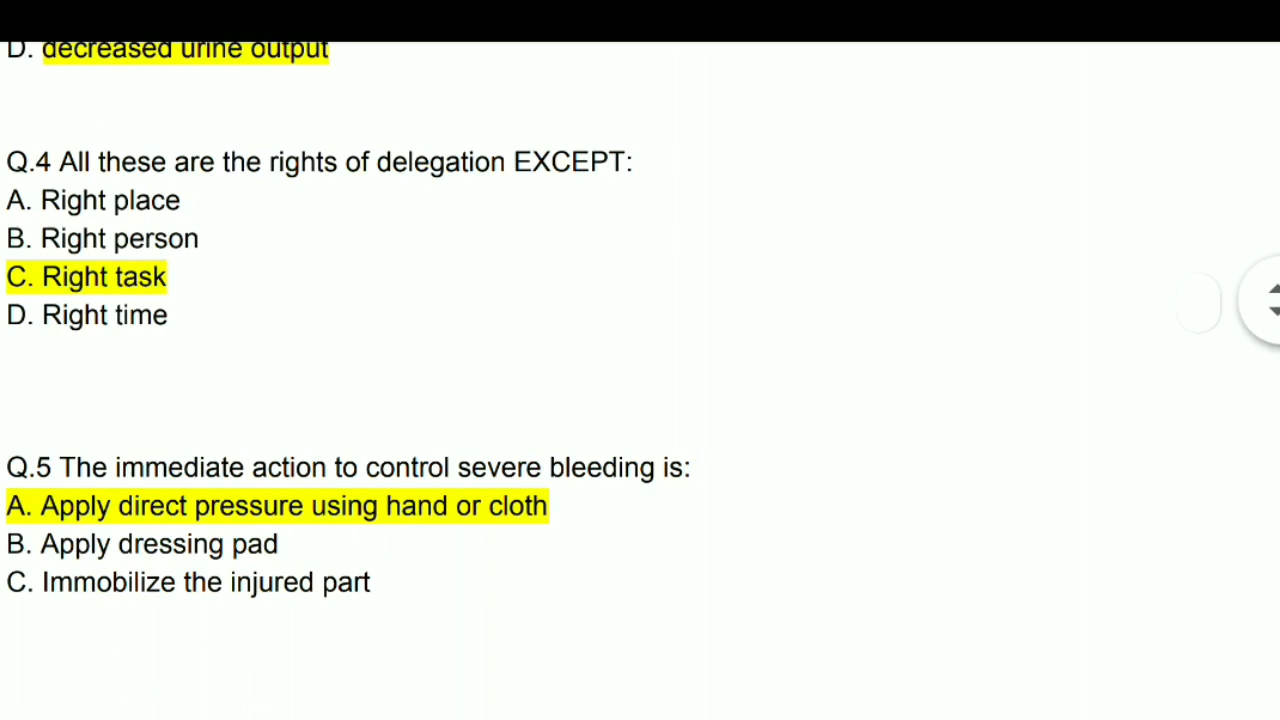 D. decreased urine output
Q.4 All these are the rights of delegation EXCEPT:
A. Right place
B. Right person
C. Right task
D. Right time
Q.5 The immediate action to control severe bleeding is:
A. Apply direct pressure using hand or cloth
B. Apply dressing pad
C. Immobilize the injured part